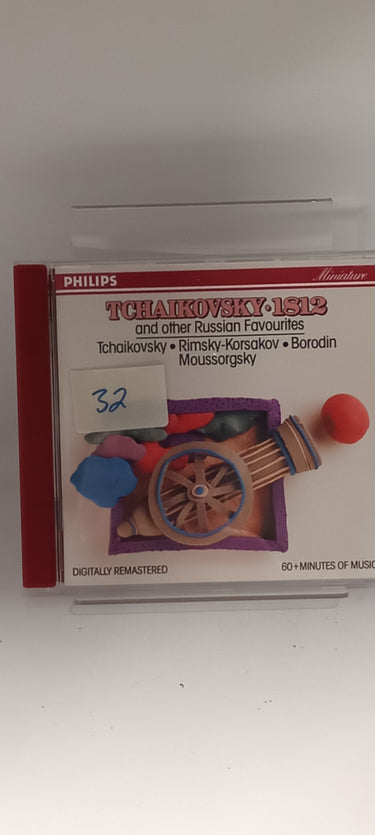 PHILIPS
Miniature
TCHAIKOVSKY·1812
and other Russian Favourites
Tchaikovsky • Rimsky-Korsakov • Borodin
Moussorgsky
32
DIGITALLY REMASTERED
60+MINUTES OF MUSIC